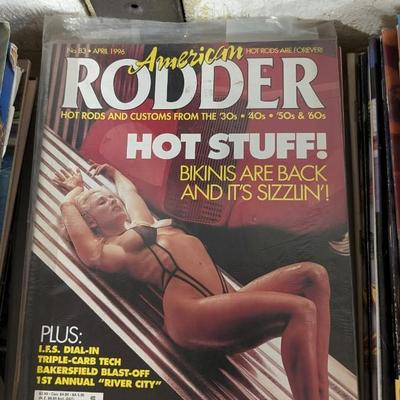 No. 83 • APRIL 1996
HOT RODS ARE FOREVER!
American
RODDER
HOT RODS AND CUSTOMS FROM THE '30s • '40s • '50s & '60s
HOT STUFF!
BIKINIS ARE BACK
AND IT'S SIZZLIN'!
PLUS:
I.F.S. DIAL-IN
TRIPLE-CARB TECH
BAKERSFIELD BLAST-OFF
1ST ANNUAL "RIVER CITY"